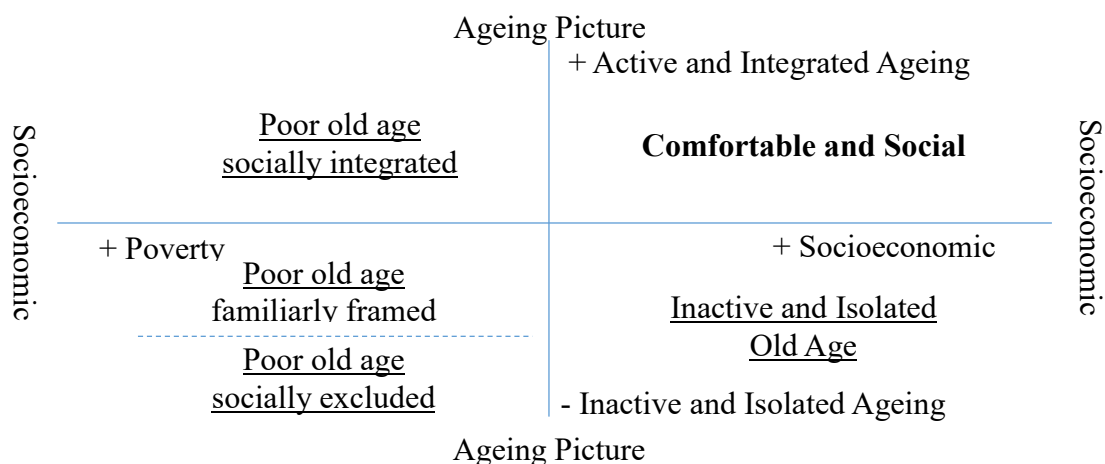 Ageing Picture
+ Active and Integrated Ageing
Poor old age
socially integrated
Comfortable and Social
Socioeconomic
Socioeconomic
+ Poverty
+ Socioeconomic
Poor old age
familiarly framed
Inactive and Isolated
Old Age
Poor old age
socially excluded
- Inactive and Isolated Ageing
Ageing Picture